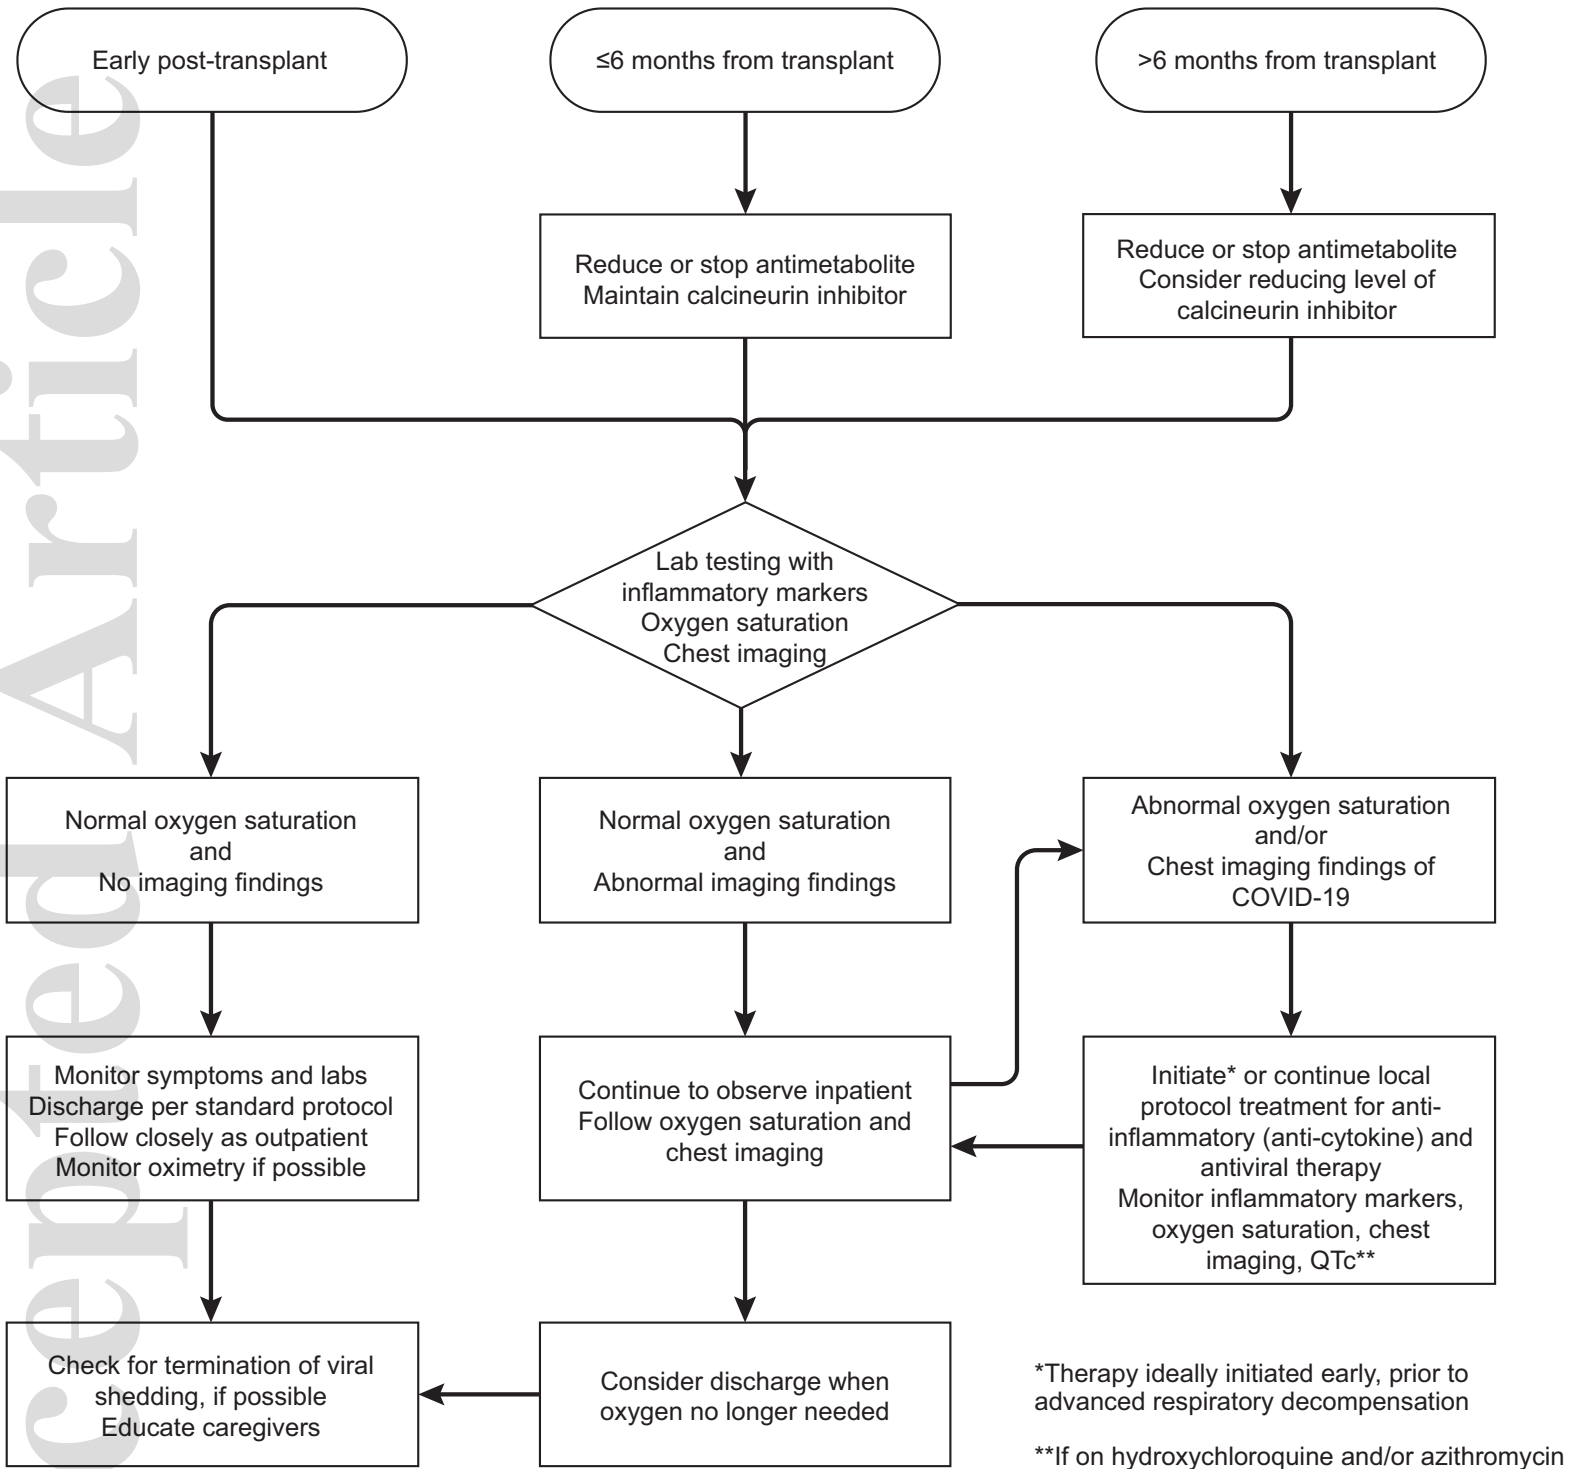 Early post-transplant
≤6 months from transplant
>6 months from transplant
Reduce or stop antimetabolite
Maintain calcineurin inhibitor
Reduce or stop antimetabolite
Consider reducing level of
calcineurin inhibitor
Lab testing with
inflammatory markers
Oxygen saturation
Chest imaging
Normal oxygen saturation
and
No imaging findings
Normal oxygen saturation
and
Abnormal imaging findings
Abnormal oxygen saturation
and/or
Chest imaging findings of
COVID-19
Monitor symptoms and labs
Discharge per standard protocol
Follow closely as outpatient
Monitor oximetry if possible
Continue to observe inpatient
Follow oxygen saturation and
chest imaging
Initiate* or continue local
protocol treatment for anti-
inflammatory (anti-cytokine) and
antiviral therapy
Monitor inflammatory markers,
oxygen saturation, chest
imaging, QTc**
Check for termination of viral
shedding, if possible
Educate caregivers
Consider discharge when
oxygen no longer needed
*Therapy ideally initiated early, prior to
advanced respiratory decompensation
**If on hydroxychloroquine and/or azithromycin
cepted Article